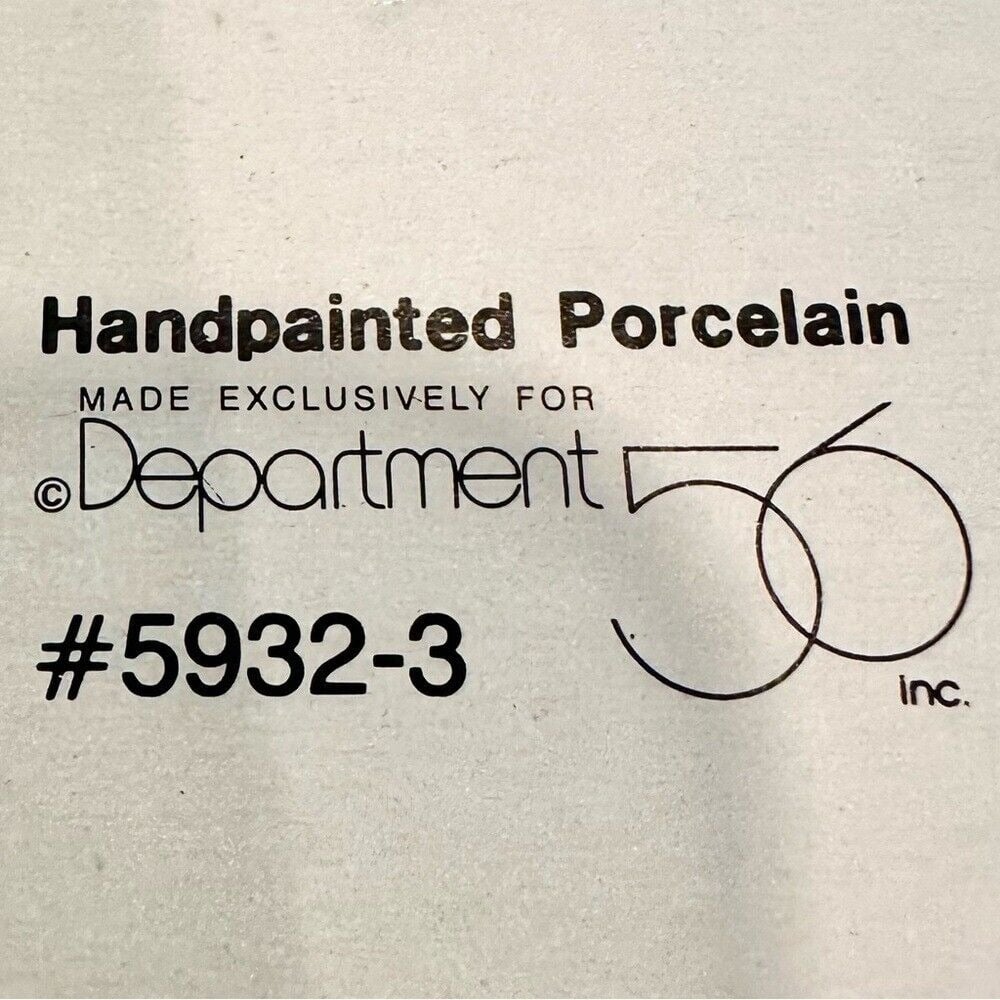 Handpainted Porcelain
MADE EXCLUSIVELY FOR
©Department 56
#5932-3
inc.